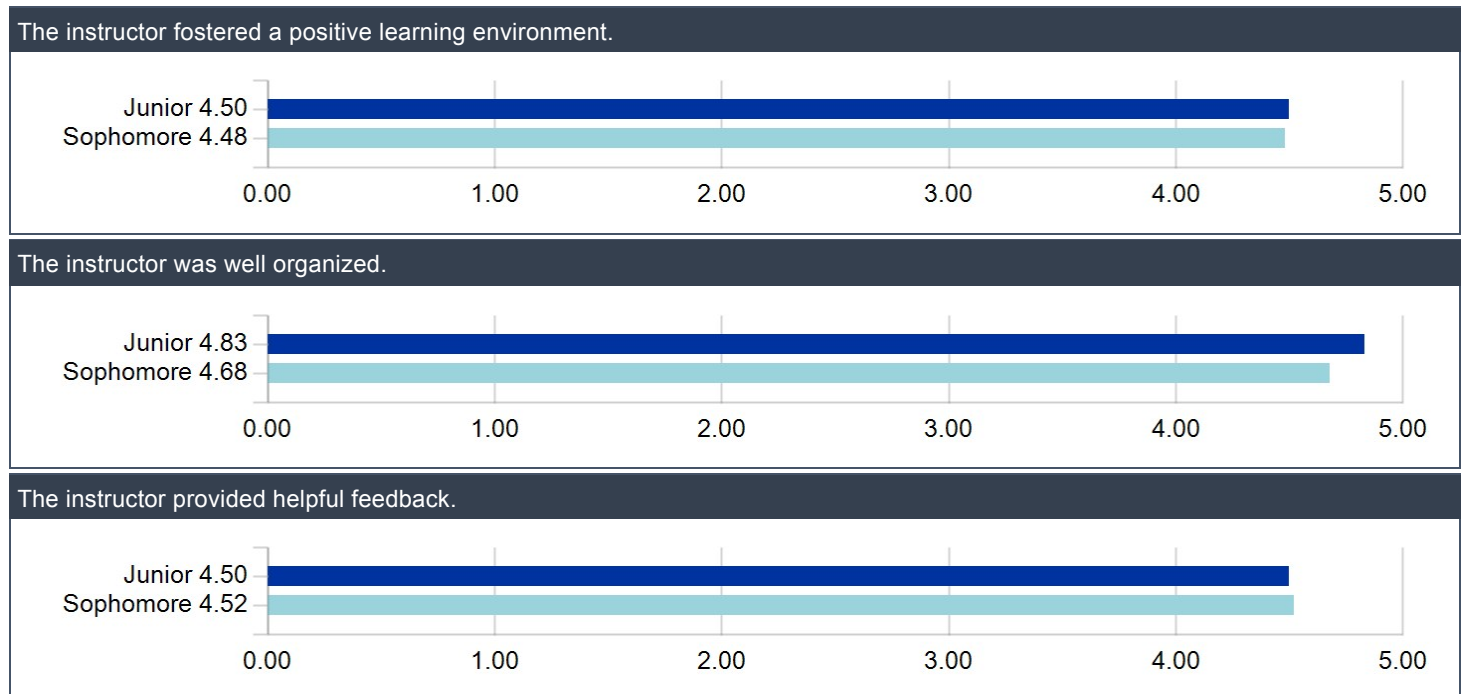 The instructor fostered a positive learning environment.
Junior 4.50
Sophomore 4.48
0.00 1.00 2.00 3.00 4.00 5.00
The instructor was well organized.
Junior 4.83
Sophomore 4.68
0.00 1.00 2.00 3.00 4.00 5.00
The instructor provided helpful feedback.
Junior 4.50
Sophomore 4.52
0.00 1.00 2.00 3.00 4.00 5.00